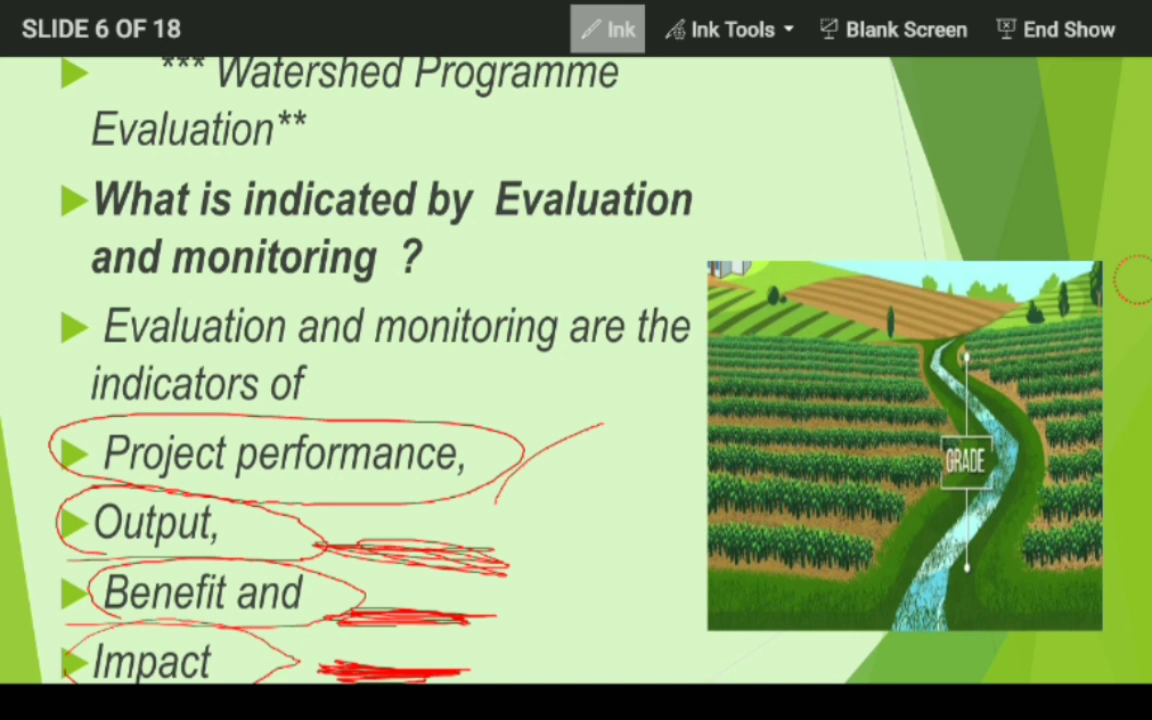 SLIDE 6 OF 18
Ink
Ink Tools
Blank Screen
End Show
*** Watershed Programme
Evaluation**
What is indicated by Evaluation
and monitoring ?
Evaluation and monitoring are the
indicators of
Project performance,
Output,
Benefit and
Impact
GRADE